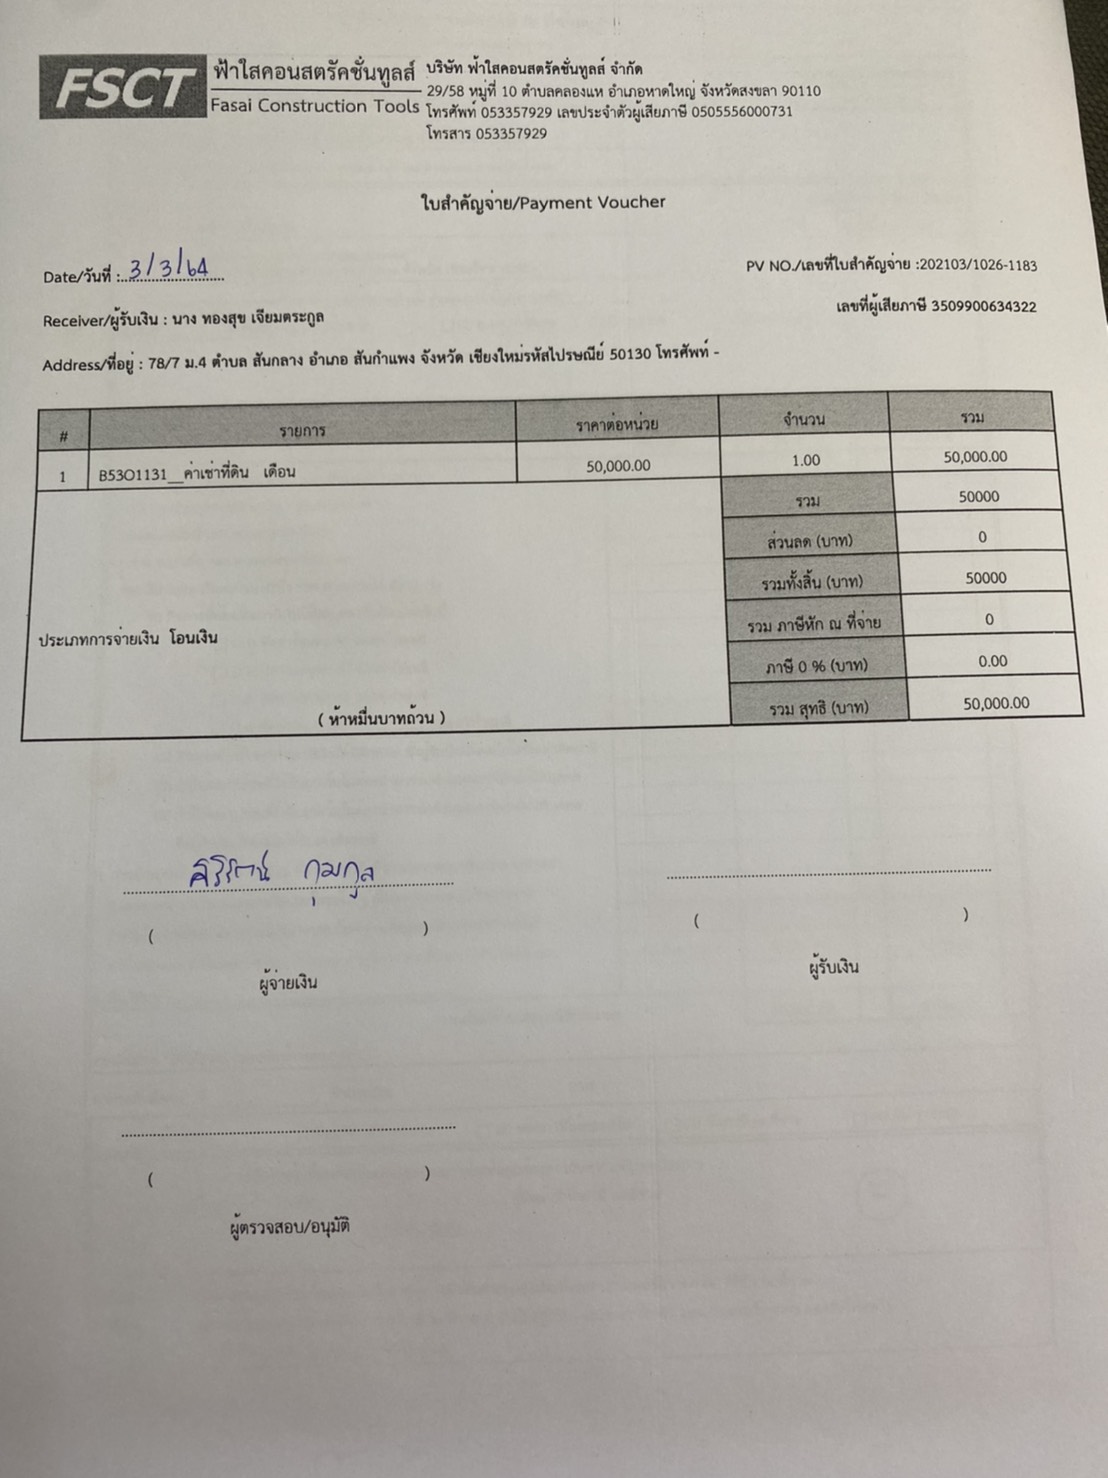 FSCT
ฟ้าใสคอนสตรัคชั่นทูลส์
Fasai Construction Tools
บริษัท ฟ้าใสคอนสตรัคชั่นทูลส์ จำกัด
29/58 หมู่ที่ 10 ตำบลคลองแห อำเภอหาดใหญ่ จังหวัดสงขลา 90110
โทรศัพท์ 053357929 เลขประจำตัวผู้เสียภาษี 0505556000731
โทรสาร 053357929
ใบสำคัญจ่าย/Payment Voucher
Date/วันที่ : 3/3/64
PV NO./เลขที่ใบสำคัญจ่าย :202103/1026-1183
Receiver/ผู้รับเงิน : นาง ทองสุข เจียมตระกูล
เลขที่ผู้เสียภาษี 3509900634322
Address/ที่อยู่ : 78/7 ม.4 ตำบล สันกลาง อำเภอ สันกำแพง จังหวัด เชียงใหม่รหัสไปรษณีย์ 50130 โทรศัพท์ -
# รายการ ราคาต่อหน่วย จำนวน รวม
1 B53O1131__ค่าเช่าที่ดิน เดือน 50,000.00 1.00 50,000.00
รวม 50000
ส่วนลด (บาท) 0
รวมทั้งสิ้น (บาท) 50000
รวม ภาษีหัก ณ ที่จ่าย 0
ประเภทการจ่ายเงิน โอนเงิน
ภาษี 0 % (บาท) 0.00
( ห้าหมื่นบาทถ้วน ) รวม สุทธิ (บาท) 50,000.00
ศิริรัตน์ กุมกูล
( ) ( )
ผู้จ่ายเงิน ผู้รับเงิน
( )
ผู้ตรวจสอบ/อนุมัติ